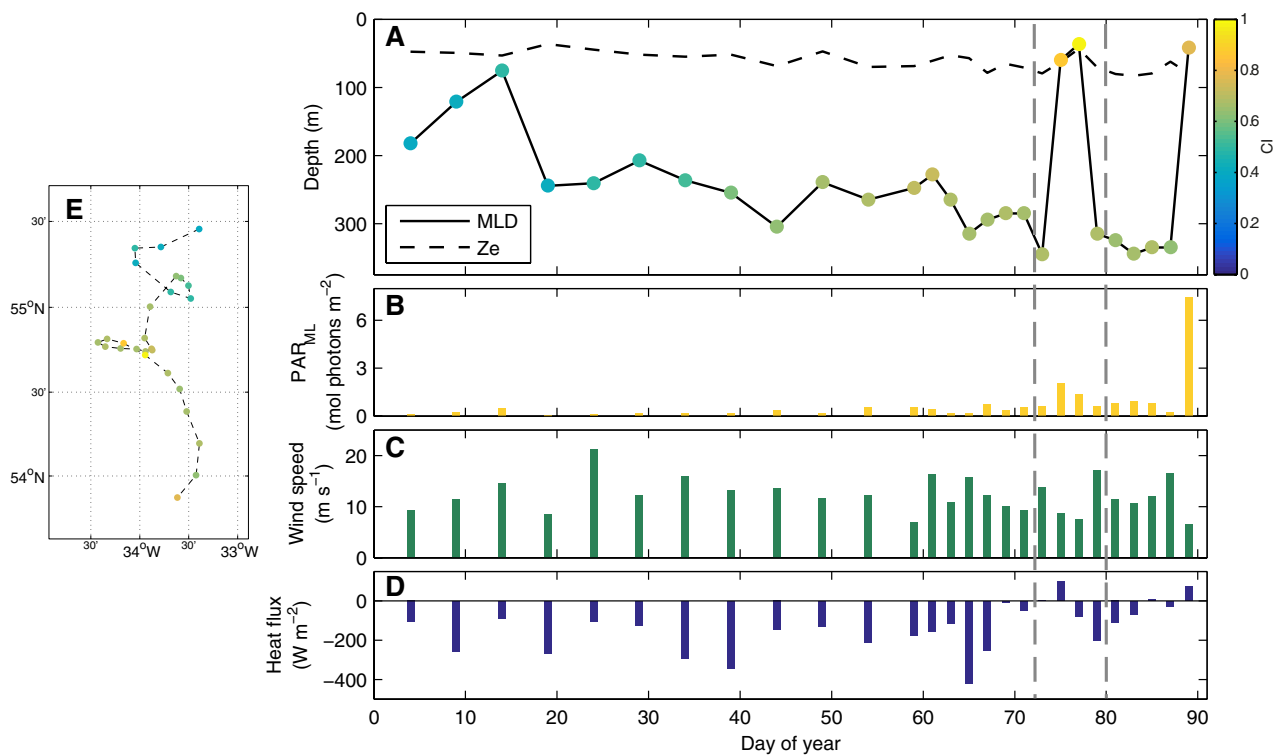 A
0
100
200
300
Depth (m)
MLD
Ze
1
0.8
0.6
0.4
0.2
0
CI
B
6
3
0
PAR_ML
(mol photons m⁻²)
C
20
10
0
Wind speed
(m s⁻¹)
D
0
−200
−400
Heat flux
(W m⁻²)
0 10 20 30 40 50 60 70 80 90
Day of year
E
30'
55°N
30'
54°N
30' 34°W 30' 33°W